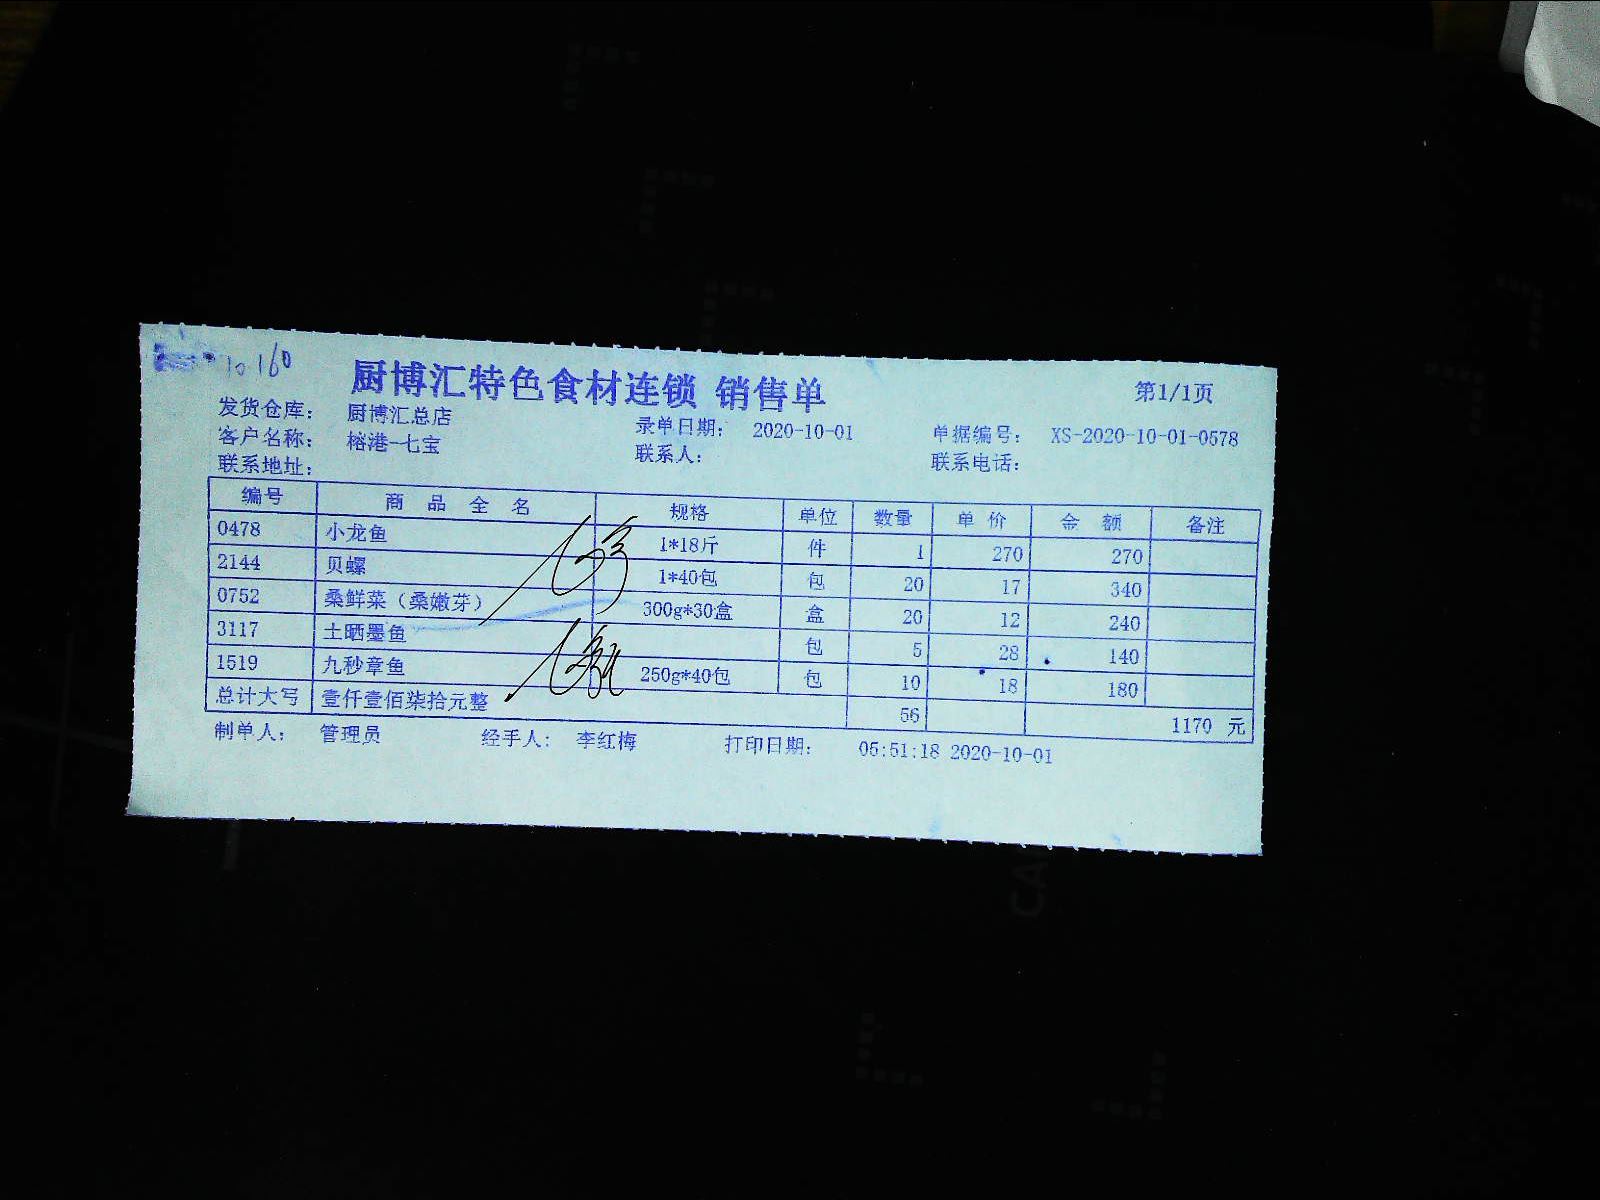 10 160
厨博汇特色食材连锁 销售单
第1/1页
发货仓库： 厨博汇总店 录单日期： 2020-10-01 单据编号： XS-2020-10-01-0578
客户名称： 榕港-七宝 联系人： 联系电话：
联系地址：
编号 商 品 全 名 规格 单位 数量 单 价 金 额 备注
0478 小龙鱼 1*18斤 件 1 270 270
2144 贝螺 1*40包 包 20 17 340
0752 桑鲜菜（桑嫩芽） 300g*30盒 盒 20 12 240
3117 土晒墨鱼 包 5 28 140
1519 九秒章鱼 250g*40包 包 10 18 180
总计大写 壹仟壹佰柒拾元整 56 1170 元
制单人： 管理员 经手人： 李红梅 打印日期： 05:51:18 2020-10-01
CA